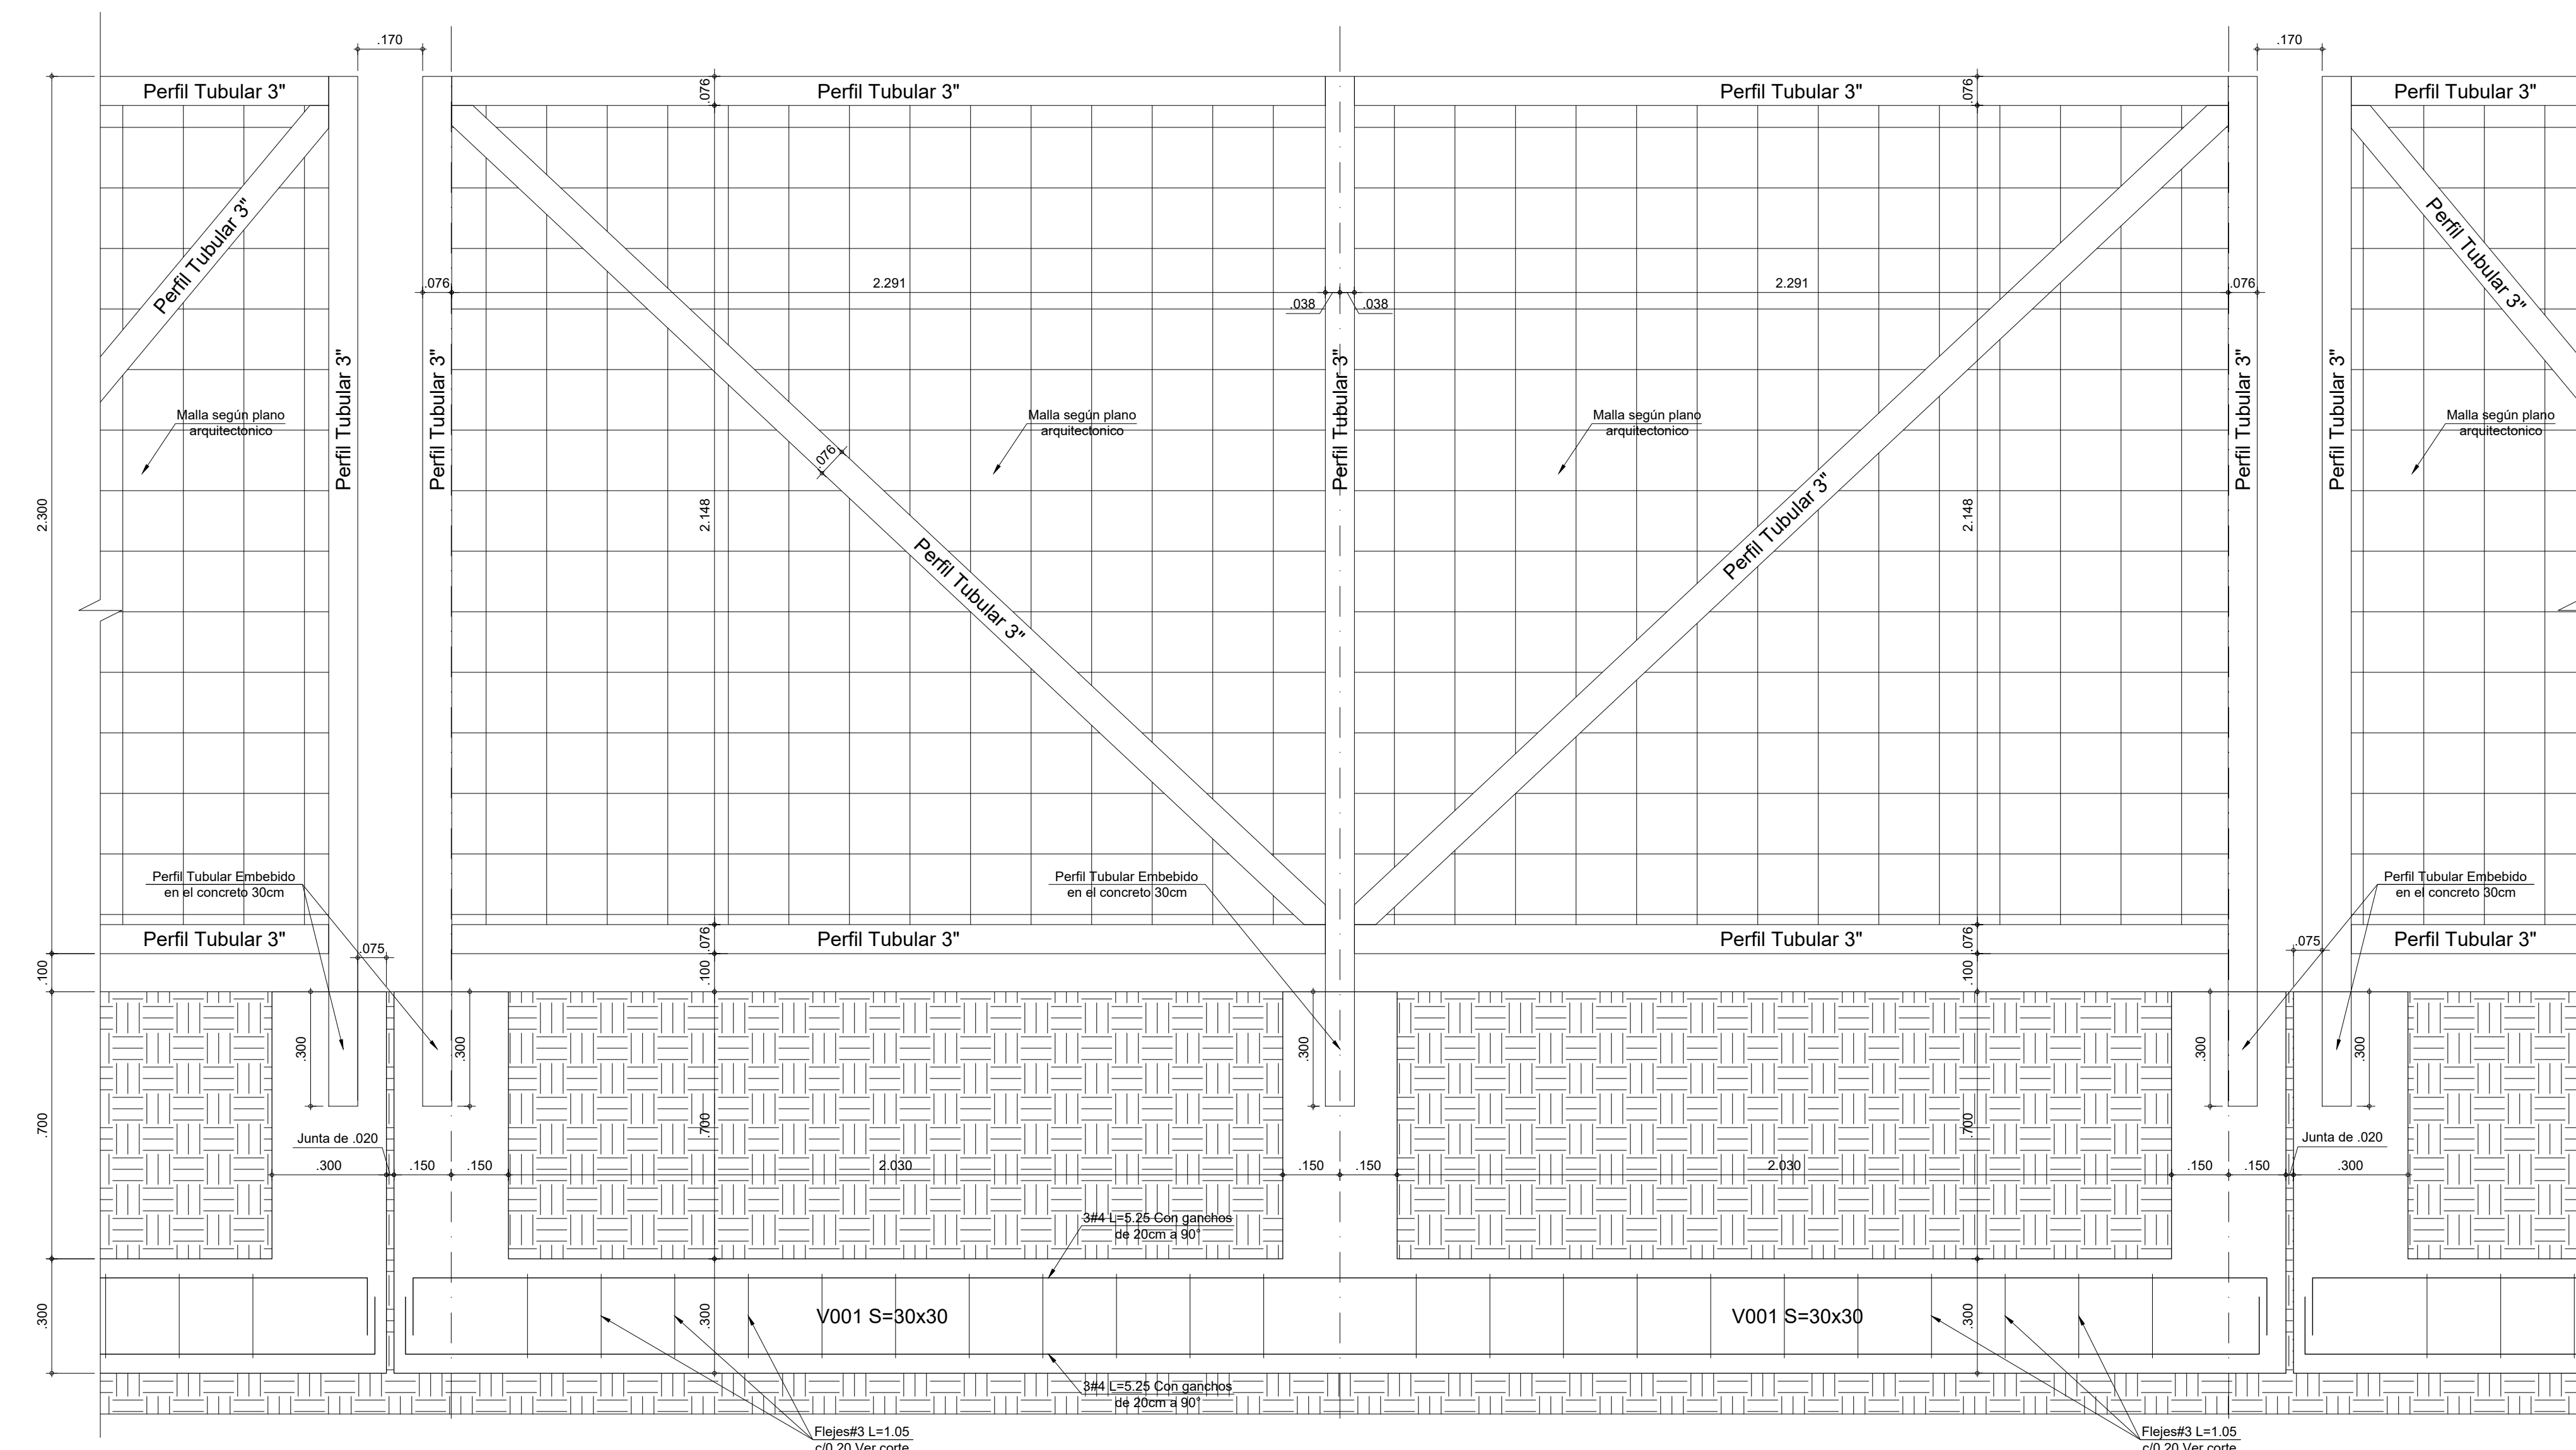 .170
.170
Perfil Tubular 3"
.076
Perfil Tubular 3"
Perfil Tubular 3"
.076
Perfil Tubular 3"
Perfil Tubular 3"
Perfil Tubular 3"
.076
2.291
.038
.038
2.291
.076
Perfil Tubular 3"
Perfil Tubular 3"
Perfil Tubular 3"
Perfil Tubular 3"
Perfil Tubular 3"
Malla según plano
arquitectonico
Malla según plano
arquitectonico
Malla según plano
arquitectonico
Malla según plano
arquitectonico
.076
2.300
2.148
2.148
Perfil Tubular 3"
Perfil Tubular 3"
Perfil Tubular Embebido
en el concreto 30cm
Perfil Tubular Embebido
en el concreto 30cm
Perfil Tubular Embebido
en el concreto 30cm
Perfil Tubular 3"
.075
.076
Perfil Tubular 3"
Perfil Tubular 3"
.076
.075
Perfil Tubular 3"
.100
.100
.100
.300
.300
.300
.300
.300
.700
.700
.700
Junta de .020
Junta de .020
.300
.150
.150
2.030
.150
.150
2.030
.150
.150
.300
3#4 L=5.25 Con ganchos
de 20cm a 90°
.300
.300
V001 S=30x30
V001 S=30x30
.300
3#4 L=5.25 Con ganchos
de 20cm a 90°
Flejes#3 L=1.05
c/0.20 Ver corte
Flejes#3 L=1.05
c/0.20 Ver corte